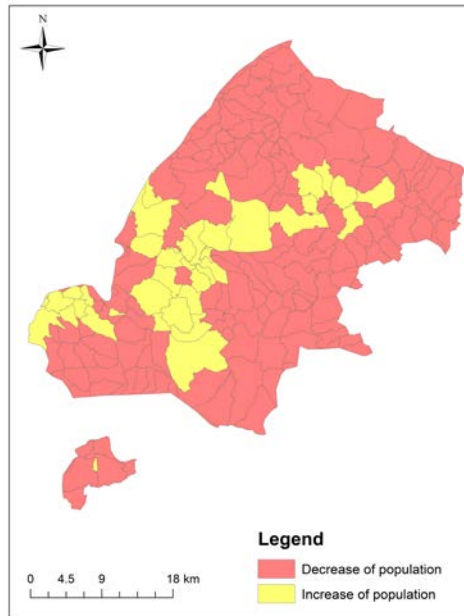 N
Legend
Decrease of population
Increase of population
0 4.5 9 18 km